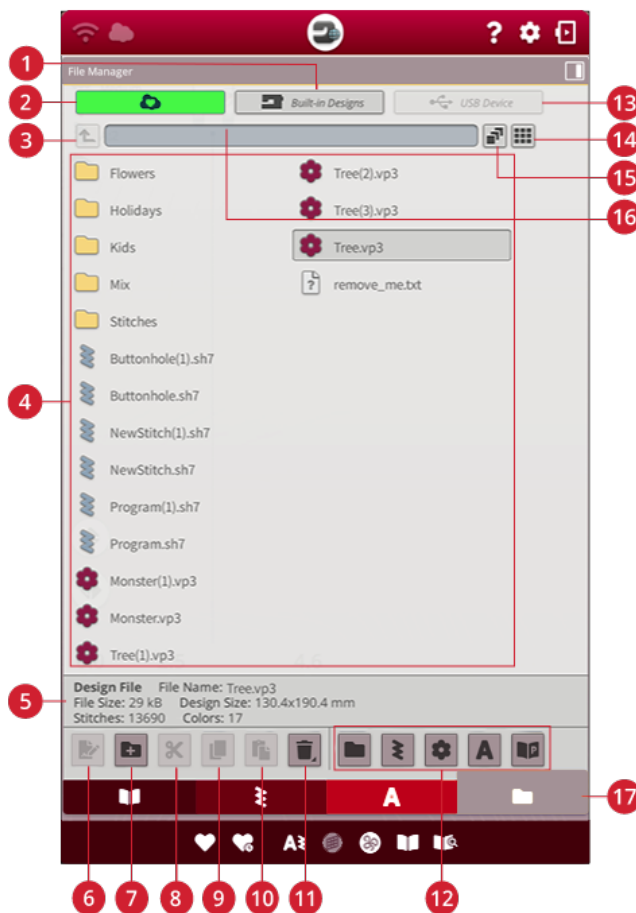 ?
1
File Manager
2
Built-in Designs
USB Device
13
3
14
15
Flowers
Tree(2).vp3
Holidays
Tree(3).vp3
16
Kids
Tree.vp3
Mix
? remove_me.txt
Stitches
Buttonhole(1).sh7
4
Buttonhole.sh7
NewStitch(1).sh7
NewStitch.sh7
Program(1).sh7
Program.sh7
Monster(1).vp3
Monster.vp3
Tree(1).vp3
5
Design File File Name: Tree.vp3
File Size: 29 kB Design Size: 130.4x190.4 mm
Stitches: 13690 Colors: 17
A P
A
17
A
6 7 8 9 10 11 12